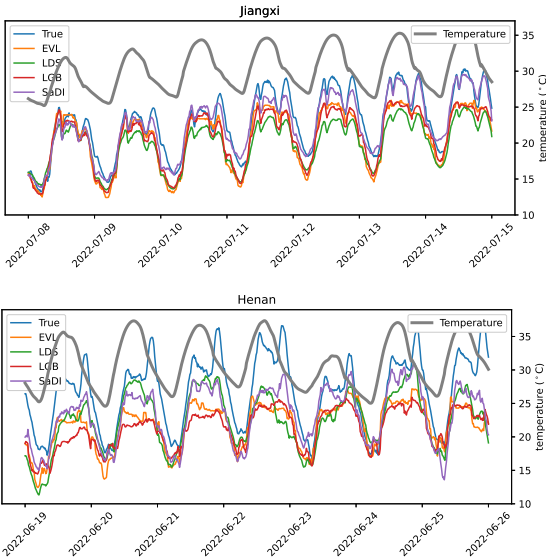 Jiangxi
True
EVL
LDS
LGB
SaDI
Temperature
35
30
25
20
15
10
temperature (°C)
2022-07-08
2022-07-09
2022-07-10
2022-07-11
2022-07-12
2022-07-13
2022-07-14
2022-07-15
Henan
True
EVL
LDS
LGB
SaDI
Temperature
35
30
25
20
15
10
temperature (°C)
2022-06-19
2022-06-20
2022-06-21
2022-06-22
2022-06-23
2022-06-24
2022-06-25
2022-06-26